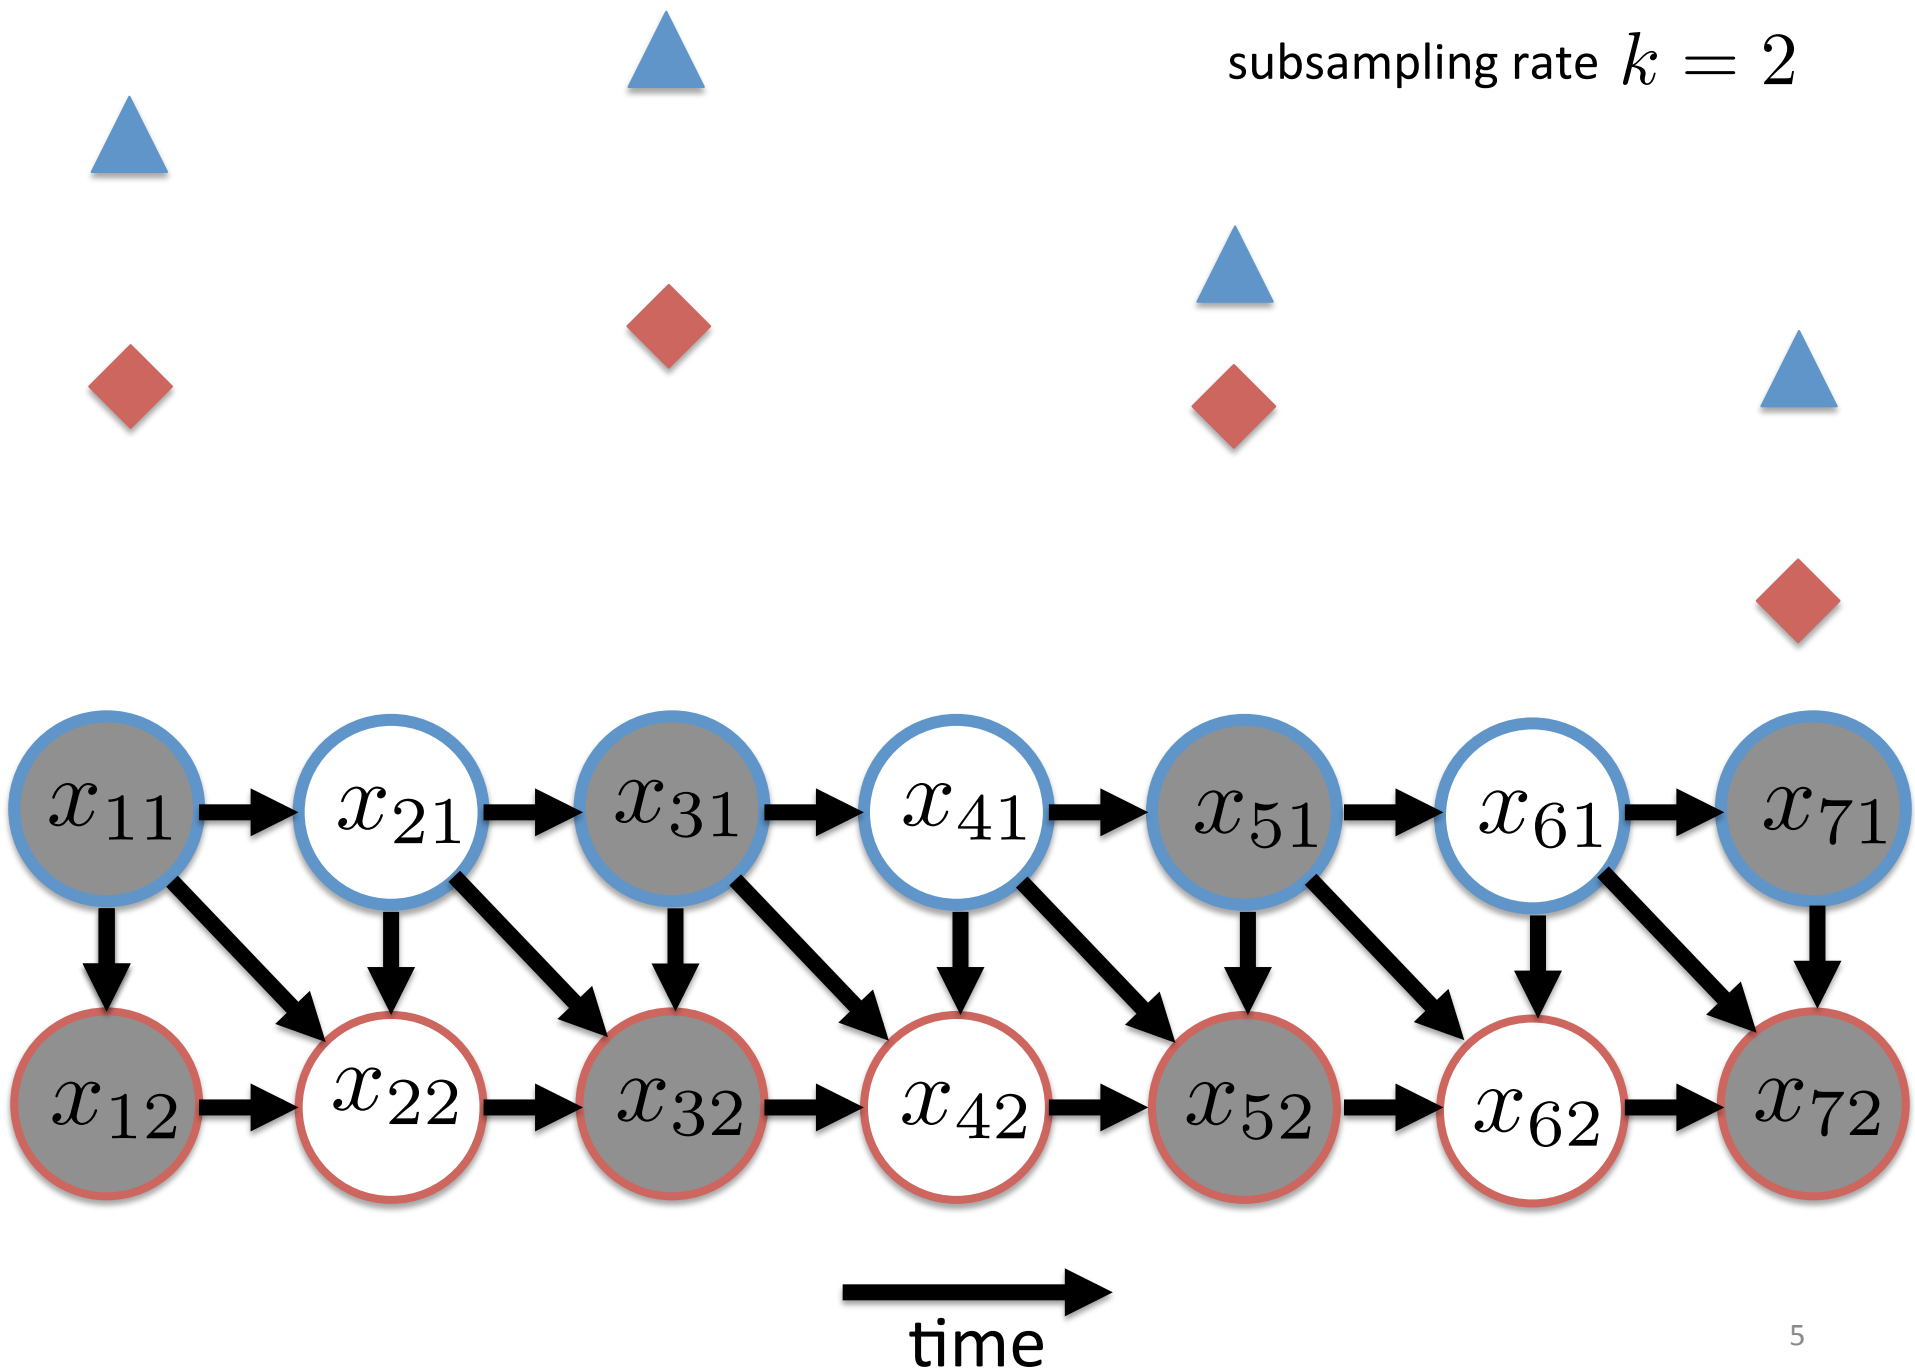 subsampling rate k = 2
x11 x21 x31 x41 x51 x61 x71
x12 x22 x32 x42 x52 x62 x72
time
5